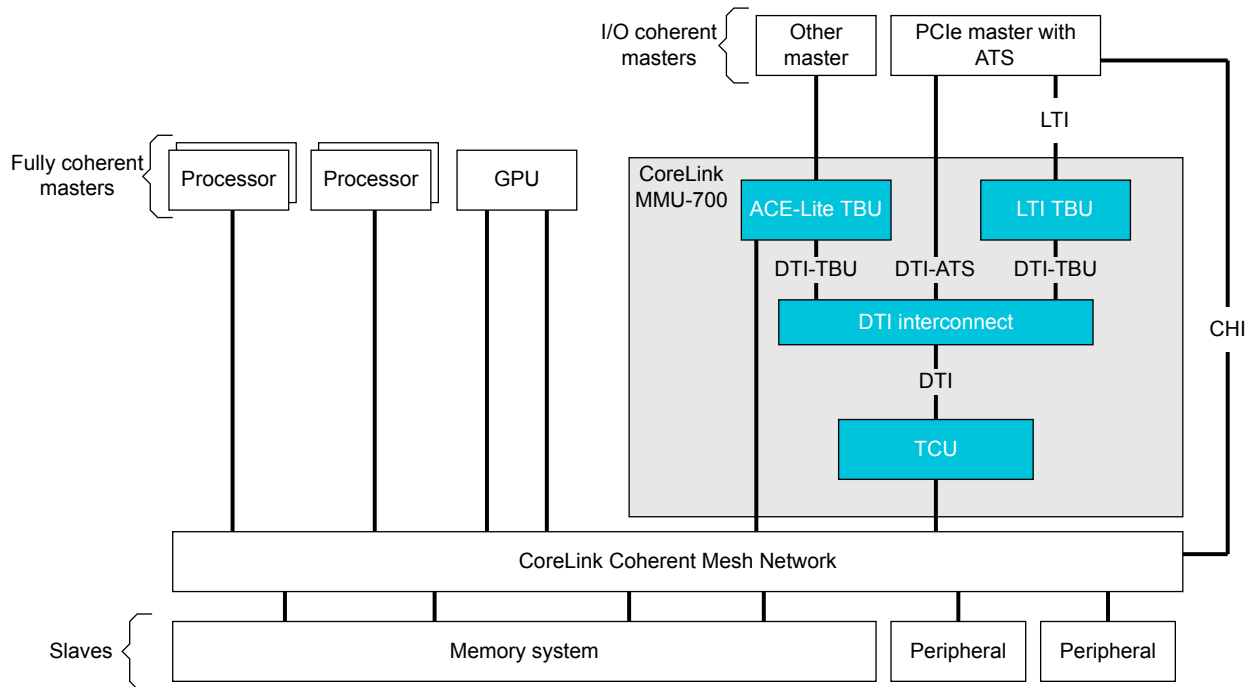 I/O coherent
masters
Other
master
PCIe master with
ATS
LTI
Fully coherent
masters
Processor
Processor
GPU
CoreLink
MMU-700
ACE-Lite TBU
LTI TBU
DTI-TBU
DTI-ATS
DTI-TBU
DTI interconnect
CHI
DTI
TCU
CoreLink Coherent Mesh Network
Slaves
Memory system
Peripheral
Peripheral